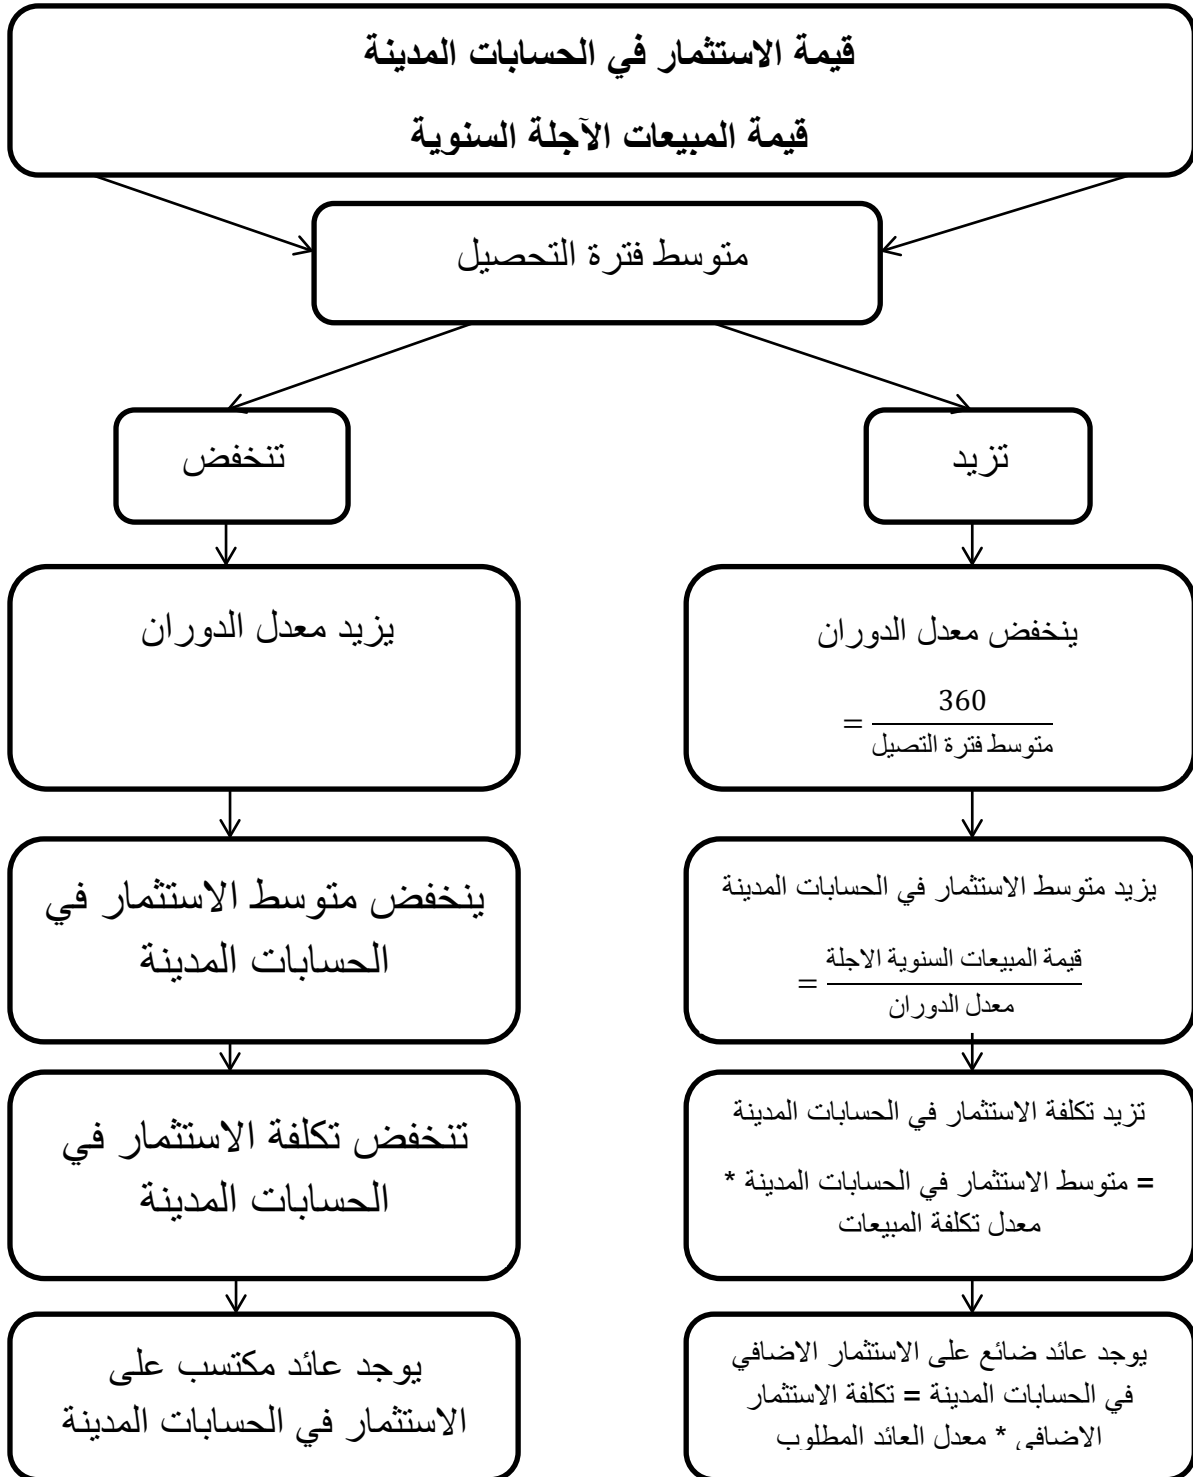 قيمة الاستثمار في الحسابات المدينة
قيمة المبيعات الآجلة السنوية
متوسط فترة التحصيل
تزيد
تنخفض
ينخفض معدل الدوران
= 360
متوسط فترة التصيل
يزيد معدل الدوران
يزيد متوسط الاستثمار في الحسابات المدينة
= قيمة المبيعات السنوية الاجلة
معدل الدوران
ينخفض متوسط الاستثمار في
الحسابات المدينة
تزيد تكلفة الاستثمار في الحسابات المدينة
= متوسط الاستثمار في الحسابات المدينة *
معدل تكلفة المبيعات
تنخفض تكلفة الاستثمار في
الحسابات المدينة
يوجد عائد ضائع على الاستثمار الاضافي
في الحسابات المدينة = تكلفة الاستثمار
الاضافي * معدل العائد المطلوب
يوجد عائد مكتسب على
الاستثمار في الحسابات المدينة